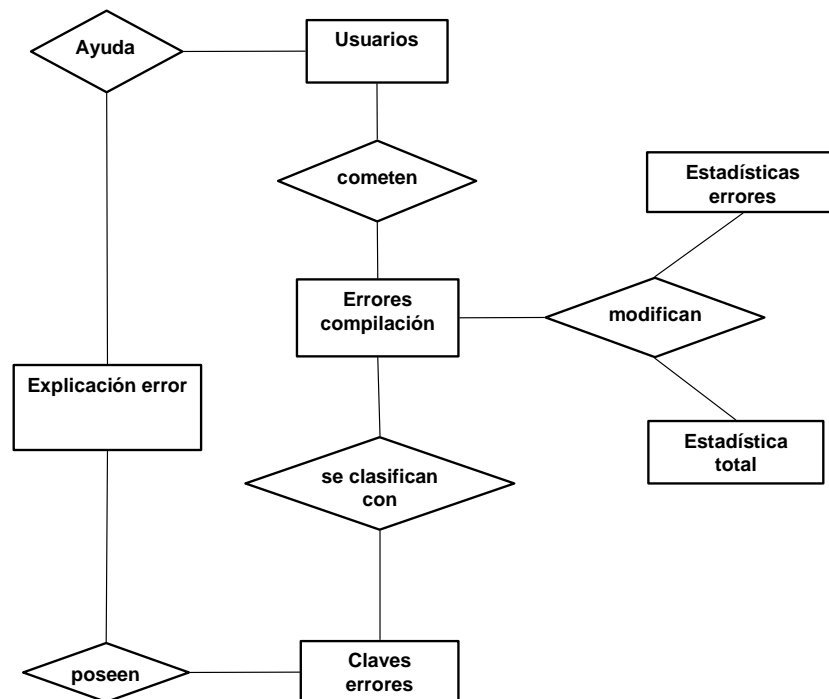 Ayuda
Usuarios
cometen
Estadísticas
errores
Errores
compilación
modifican
Explicación error
Estadística
total
se clasifican
con
poseen
Claves
errores